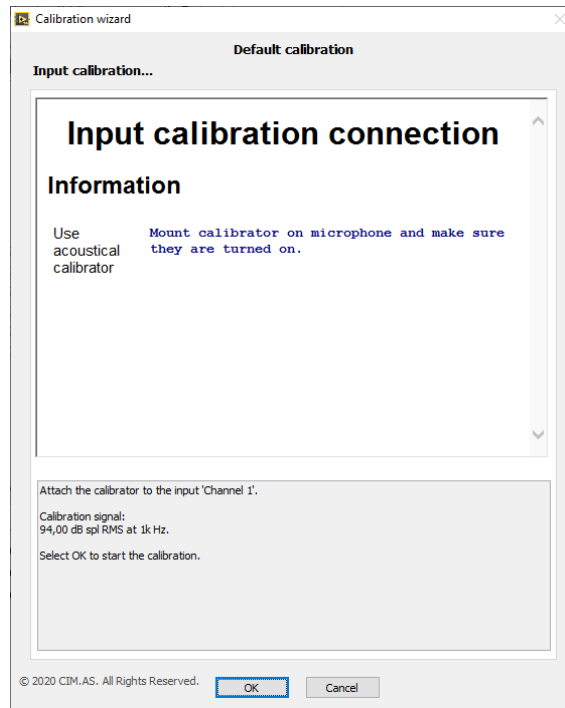 Calibration wizard
Default calibration
Input calibration...
Input calibration connection
Information
Use
acoustical
calibrator
Mount calibrator on microphone and make sure
they are turned on.
Attach the calibrator to the input 'Channel 1'.
Calibration signal:
94,00 dB spl RMS at 1k Hz.
Select OK to start the calibration.
© 2020 CIM.AS. All Rights Reserved.
OK
Cancel